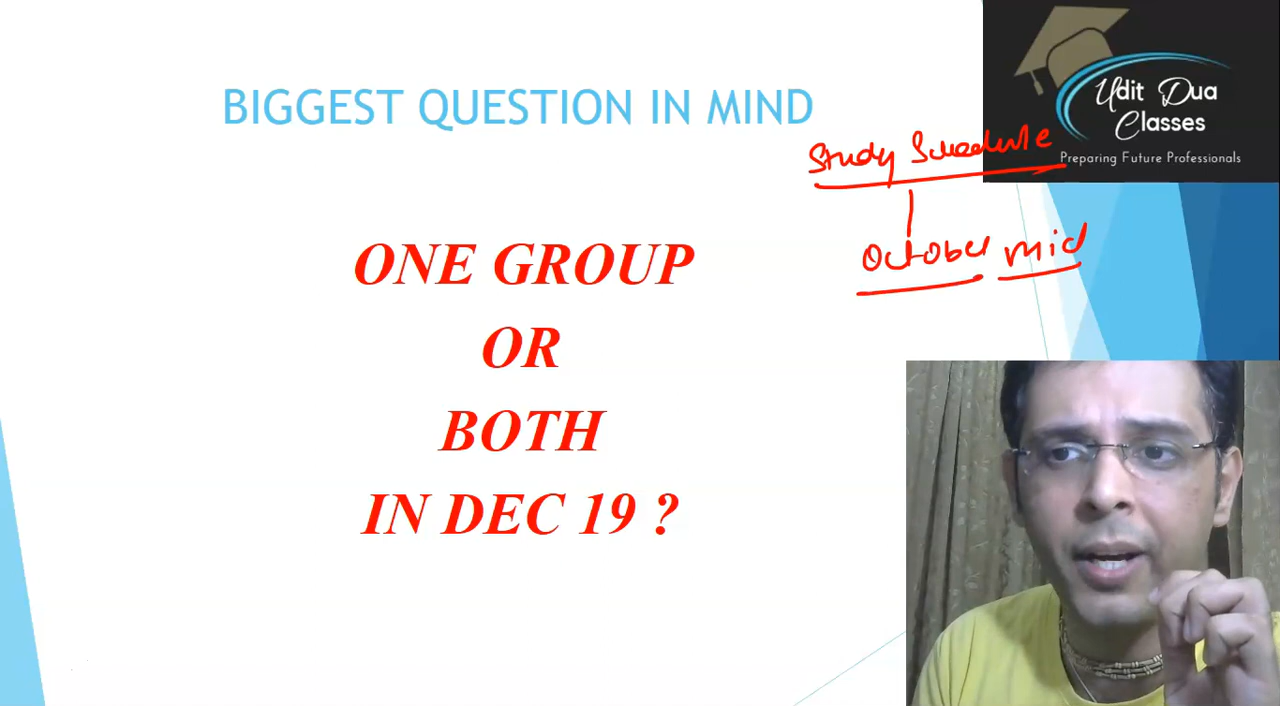 BIGGEST QUESTION IN MIND
Udit Dua
Classes
Preparing Future Professionals
Study Schedule
October Mid
ONE GROUP
OR
BOTH
IN DEC 19 ?